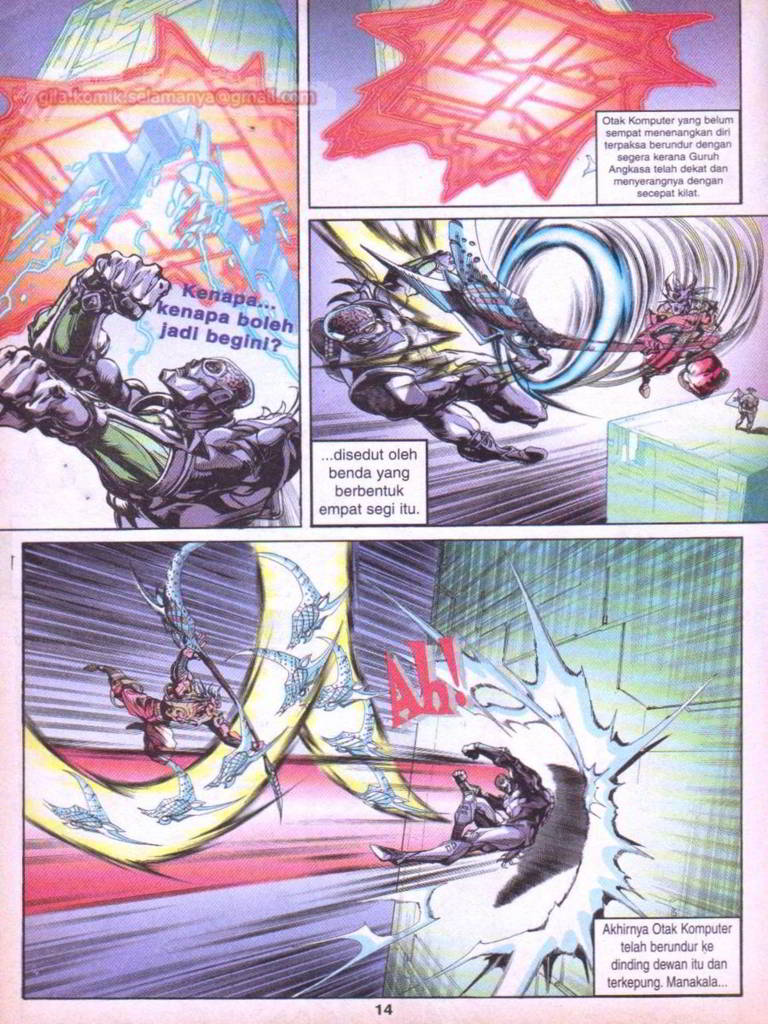 gila.komik.selamanya@gmail.com
Kenapa...
kenapa boleh
jadi begini?
Otak Komputer yang belum
sempat menenangkan diri
terpaksa berundur dengan
segera kerana Guruh
Angkasa telah dekat dan
menyerangnya dengan
secepat kilat.
...disedut oleh
benda yang
berbentuk
empat segi itu.
Ah!
Akhirnya Otak Komputer
telah berundur ke
dinding dewan itu dan
terkepung. Manakala...
14